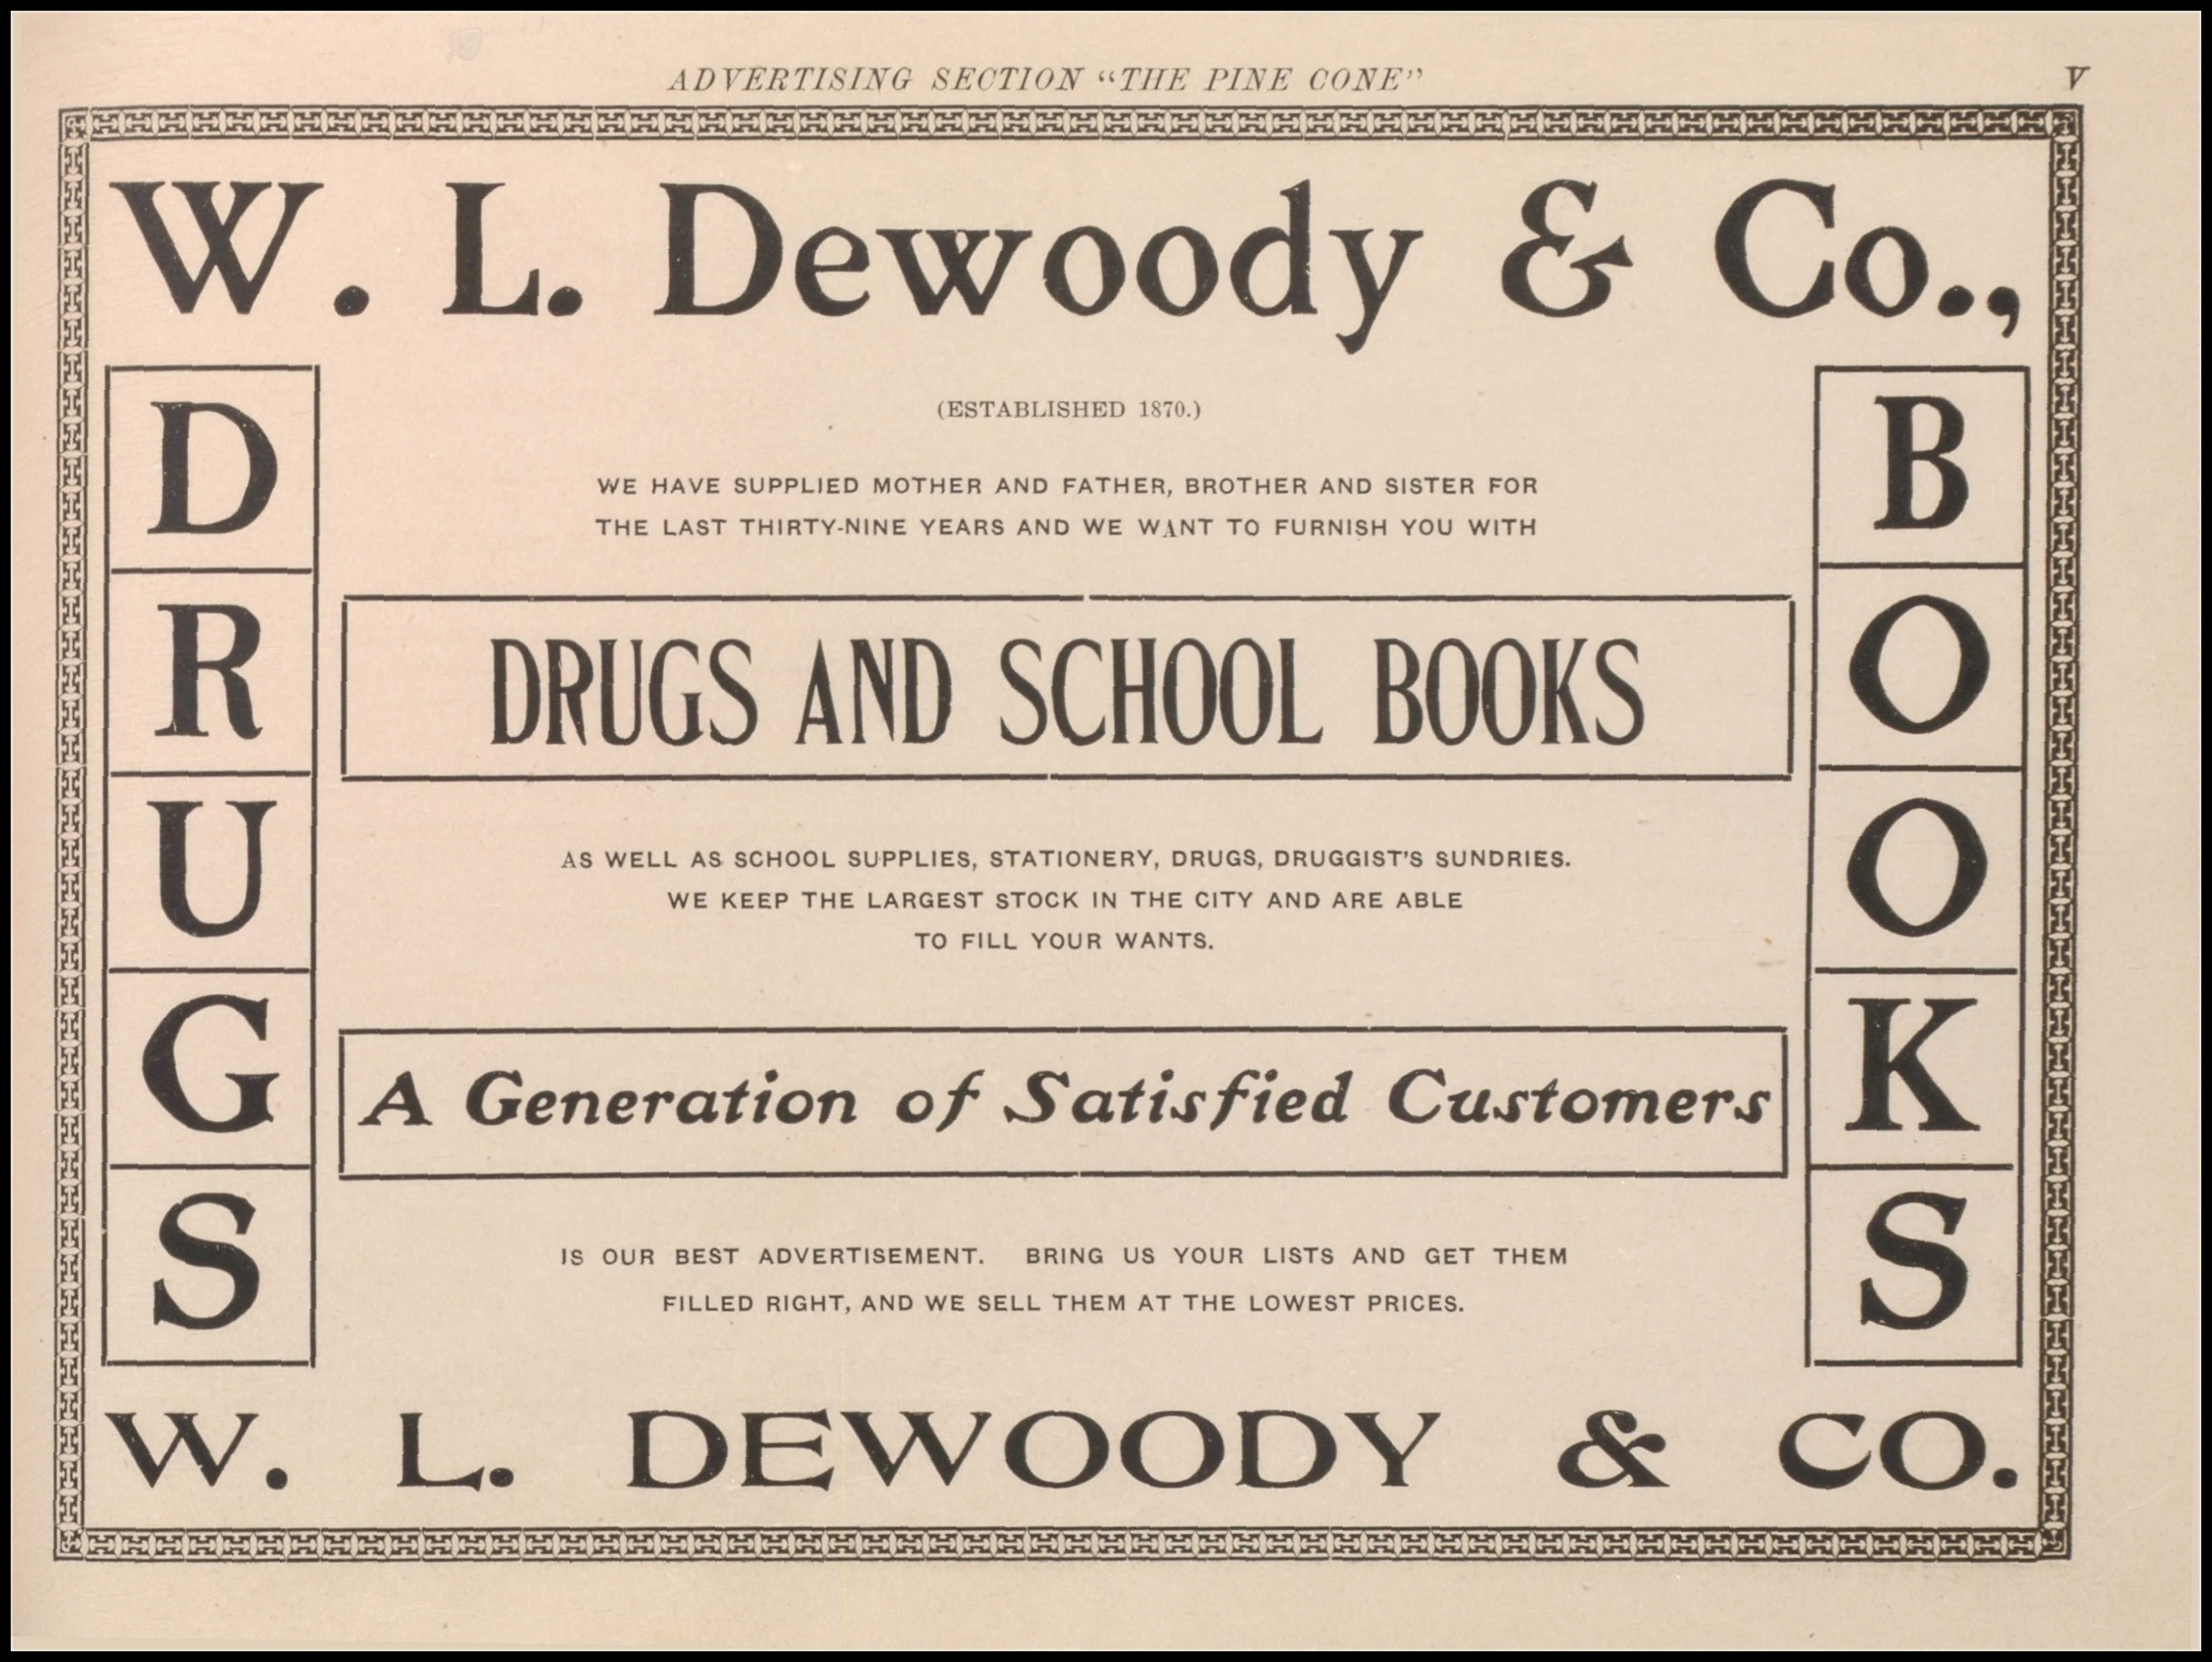 ADVERTISING SECTION “THE PINE CONE” V
W. L. Dewoody & Co.,
(ESTABLISHED 1870.)
WE HAVE SUPPLIED MOTHER AND FATHER, BROTHER AND SISTER FOR
THE LAST THIRTY-NINE YEARS AND WE WANT TO FURNISH YOU WITH
DRUGS
DRUGS AND SCHOOL BOOKS
BOOKS
AS WELL AS SCHOOL SUPPLIES, STATIONERY, DRUGS, DRUGGIST'S SUNDRIES.
WE KEEP THE LARGEST STOCK IN THE CITY AND ARE ABLE
TO FILL YOUR WANTS.
A Generation of Satisfied Customers
IS OUR BEST ADVERTISEMENT. BRING US YOUR LISTS AND GET THEM
FILLED RIGHT, AND WE SELL THEM AT THE LOWEST PRICES.
W. L. DEWOODY & CO.